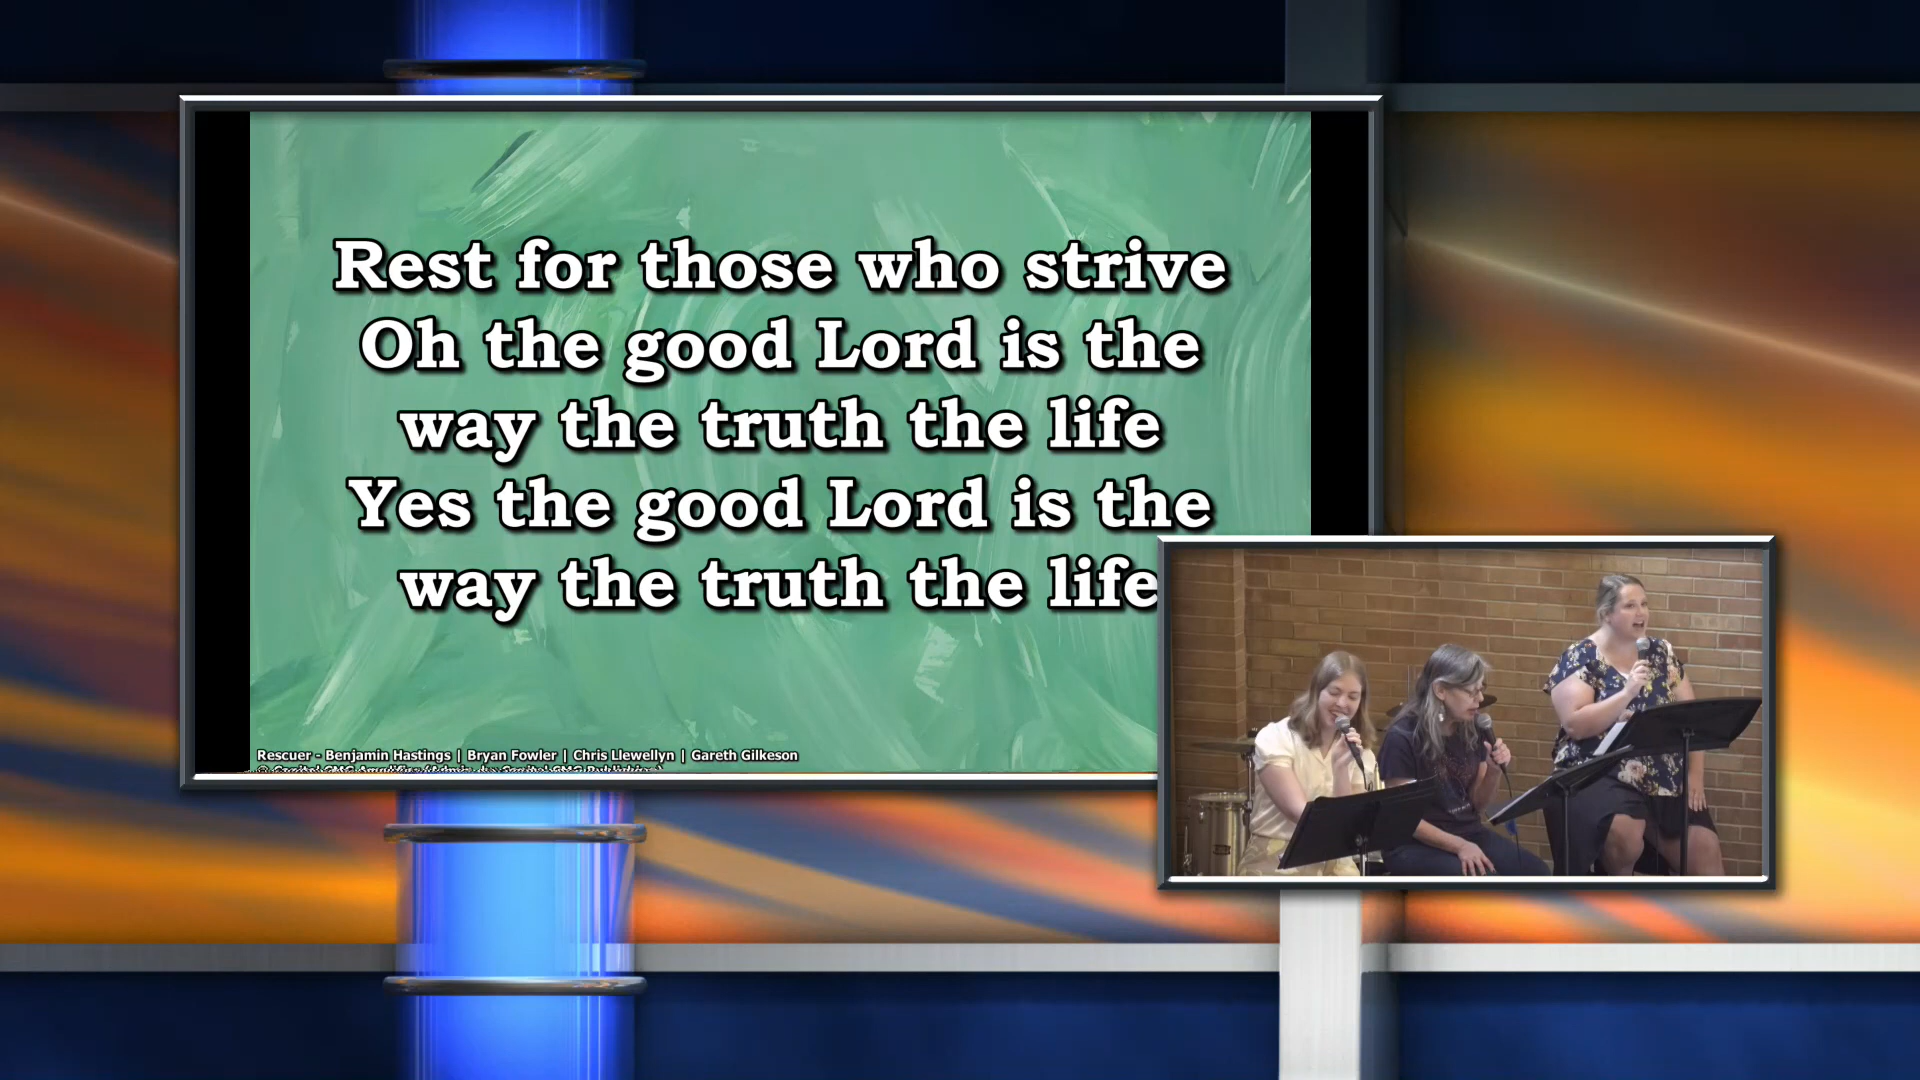 Rest for those who strive
Oh the good Lord is the
way the truth the life
Yes the good Lord is the
way the truth the life
Rescuer - Benjamin Hastings | Bryan Fowler | Chris Llewellyn | Gareth Gilkeson